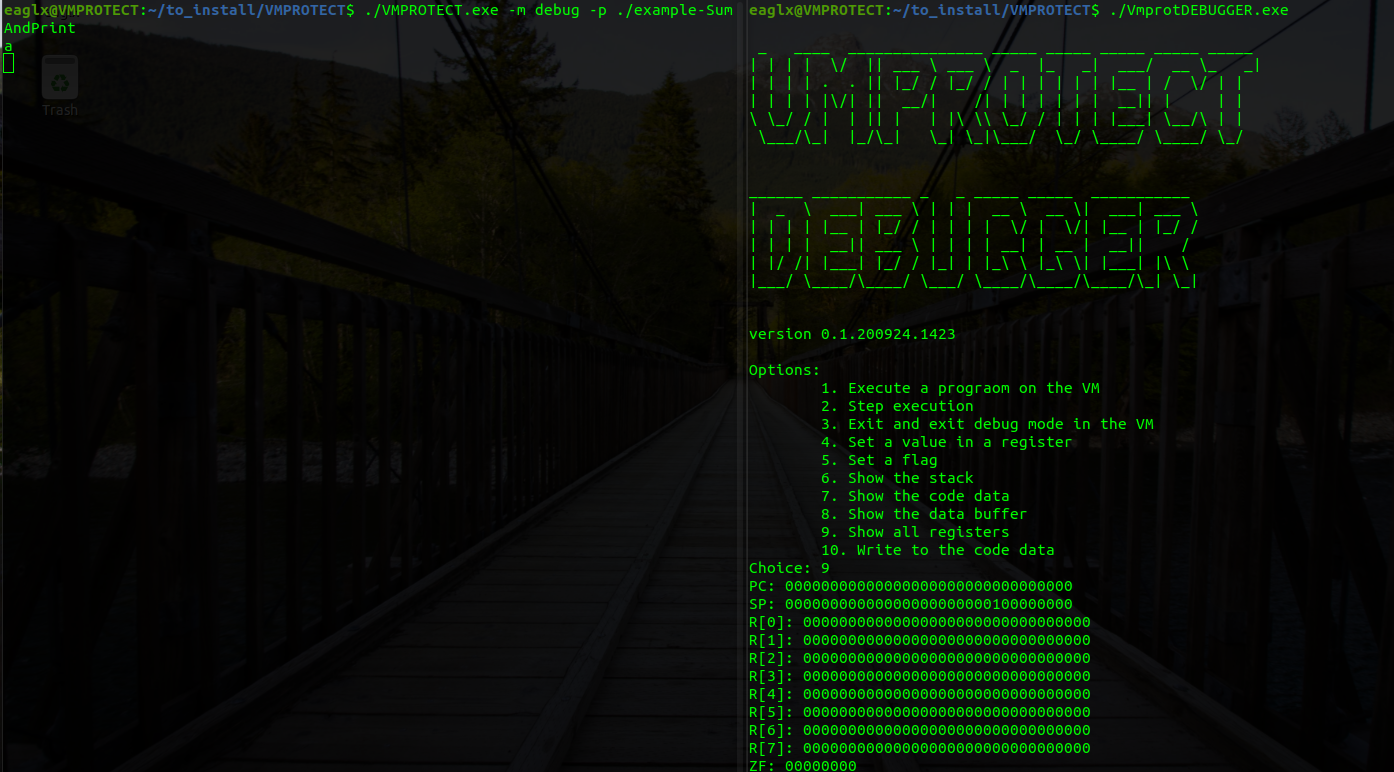 eaglx@VMPROTECT:~/to_install/VMPROTECT$ ./VMPROTECT.exe -m debug -p ./example-Sum
AndPrint
a
Trash
eaglx@VMPROTECT:~/to_install/VMPROTECT$ ./VmprotDEBUGGER.exe
VMPROTECT
DEBUGGER
version 0.1.200924.1423
Options:
1. Execute a prograom on the VM
2. Step execution
3. Exit and exit debug mode in the VM
4. Set a value in a register
5. Set a flag
6. Show the stack
7. Show the code data
8. Show the data buffer
9. Show all registers
10. Write to the code data
Choice: 9
PC: 00000000000000000000000000000000
SP: 00000000000000000000000100000000
R[0]: 00000000000000000000000000000000
R[1]: 00000000000000000000000000000000
R[2]: 00000000000000000000000000000000
R[3]: 00000000000000000000000000000000
R[4]: 00000000000000000000000000000000
R[5]: 00000000000000000000000000000000
R[6]: 00000000000000000000000000000000
R[7]: 00000000000000000000000000000000
ZF: 00000000